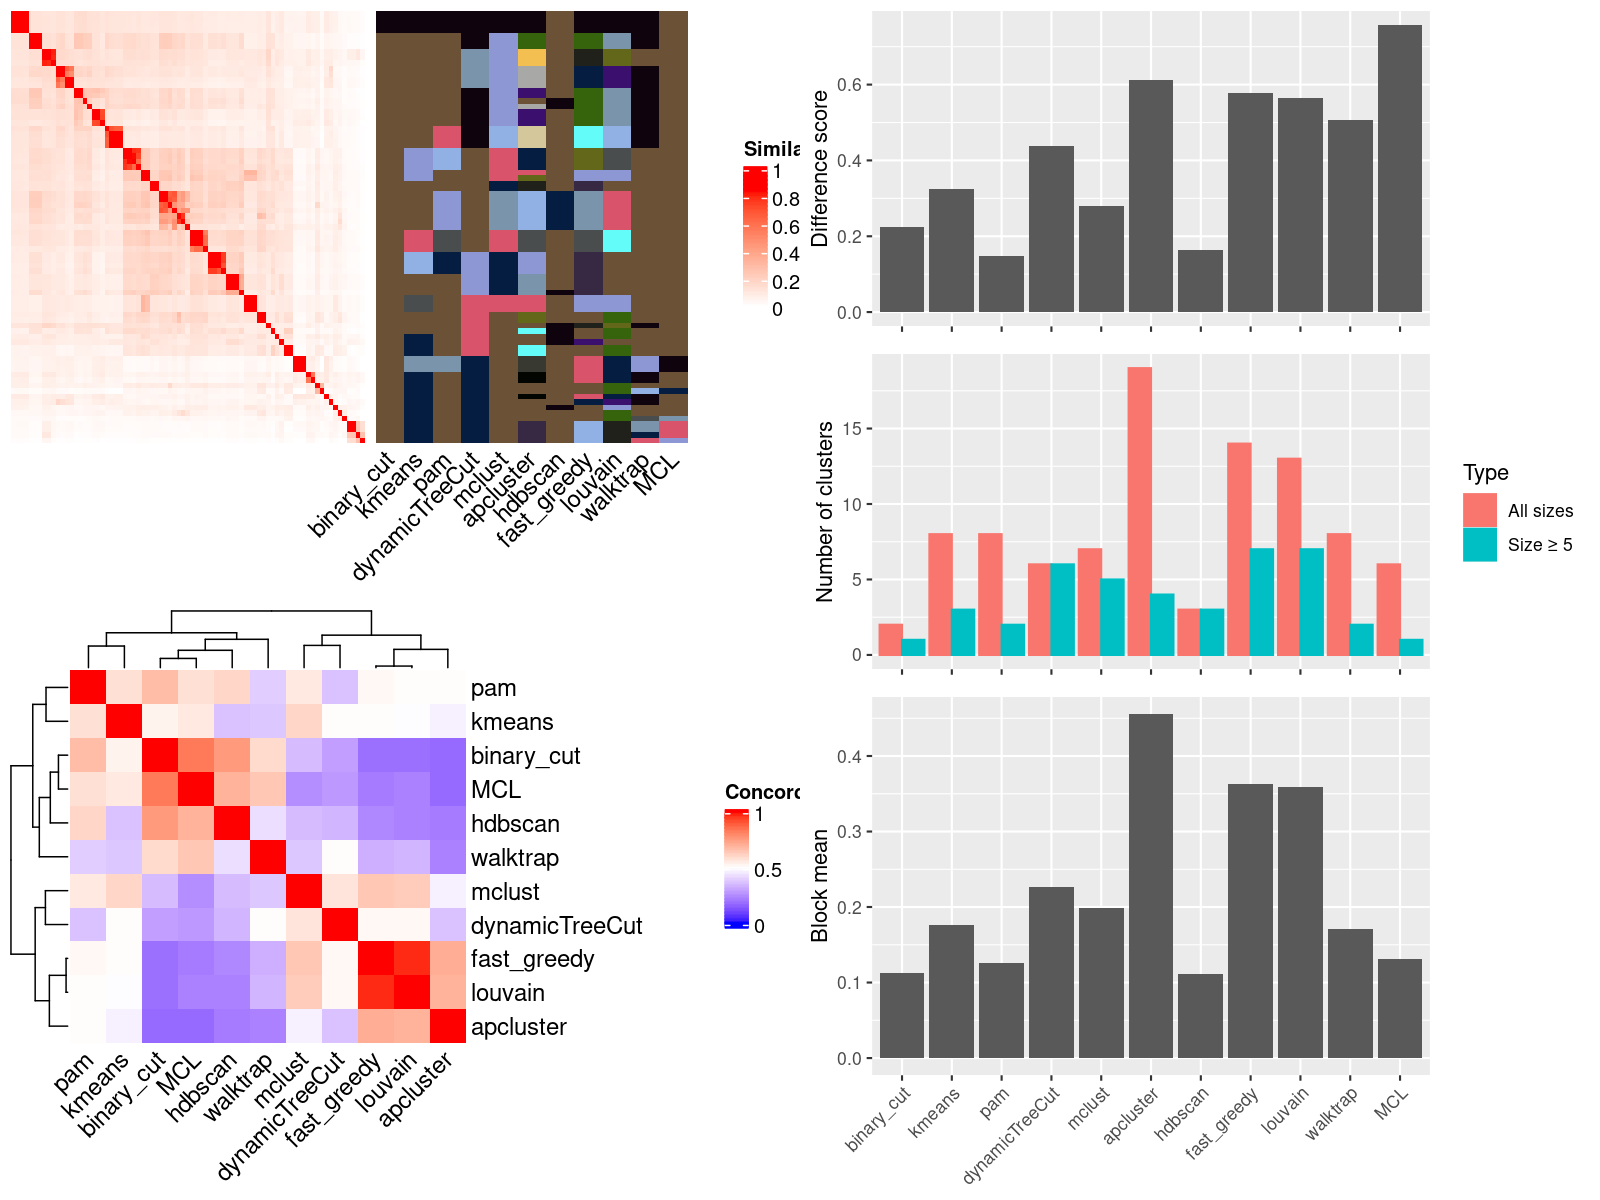 Simila
1
0.8
0.6
0.4
0.2
0
binary_cut
kmeans
pam
dynamicTreeCut
mclust
apcluster
hdbscan
fast_greedy
louvain
walktrap
MCL
pam
kmeans
binary_cut
MCL
hdbscan
walktrap
mclust
dynamicTreeCut
fast_greedy
louvain
apcluster
pam
kmeans
binary_cut
MCL
hdbscan
walktrap
mclust
dynamicTreeCut
fast_greedy
louvain
apcluster
Concord
1
0.5
0
Difference score
0.6
0.4
0.2
0.0
Number of clusters
15
10
5
0
Type
All sizes
Size ≥ 5
Block mean
0.4
0.3
0.2
0.1
0.0
binary_cut
kmeans
pam
dynamicTreeCut
mclust
apcluster
hdbscan
fast_greedy
louvain
walktrap
MCL